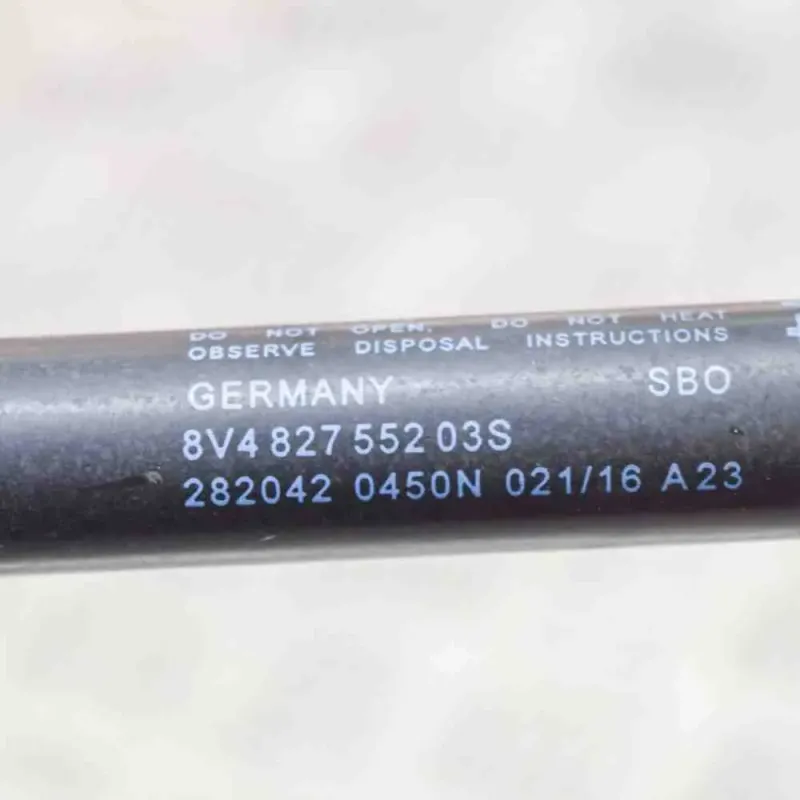 DO NOT OPEN, DO NOT HEAT
OBSERVE DISPOSAL INSTRUCTIONS
GERMANY SBO
8V4 827 552 03S
282042 0450N 021/16 A23